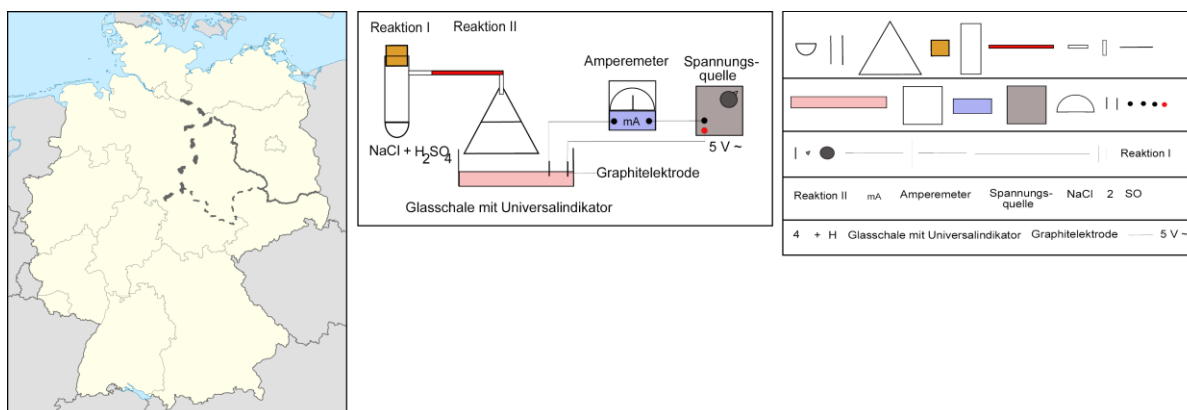 Reaktion I
Reaktion II
Amperemeter
Spannungs-
quelle
mA
NaCl + H2SO4
5 V ~
Graphitelektrode
Glasschale mit Universalindikator
Reaktion I
Reaktion II
mA
Amperemeter
Spannungs-
quelle
NaCl
2
SO
4
+ H
Glasschale mit Universalindikator
Graphitelektrode
5 V ~